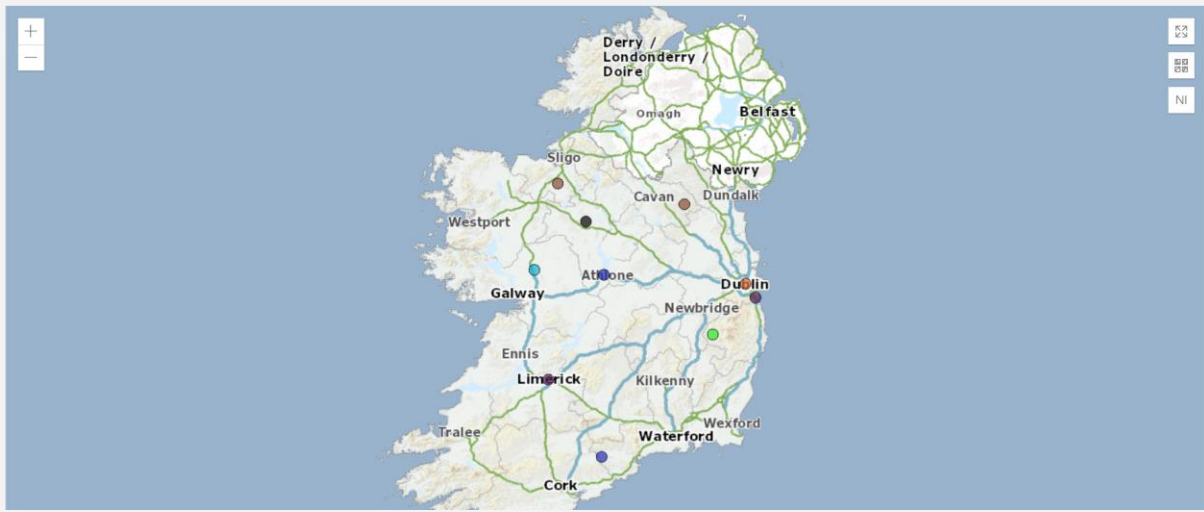 +
−
NI
Derry /
Londonderry /
Doire
Omagh
Belfast
Sligo
Newry
Cavan
Dundalk
Westport
Athlone
Dublin
Galway
Newbridge
Ennis
Limerick
Kilkenny
Tralee
Wexford
Waterford
Cork